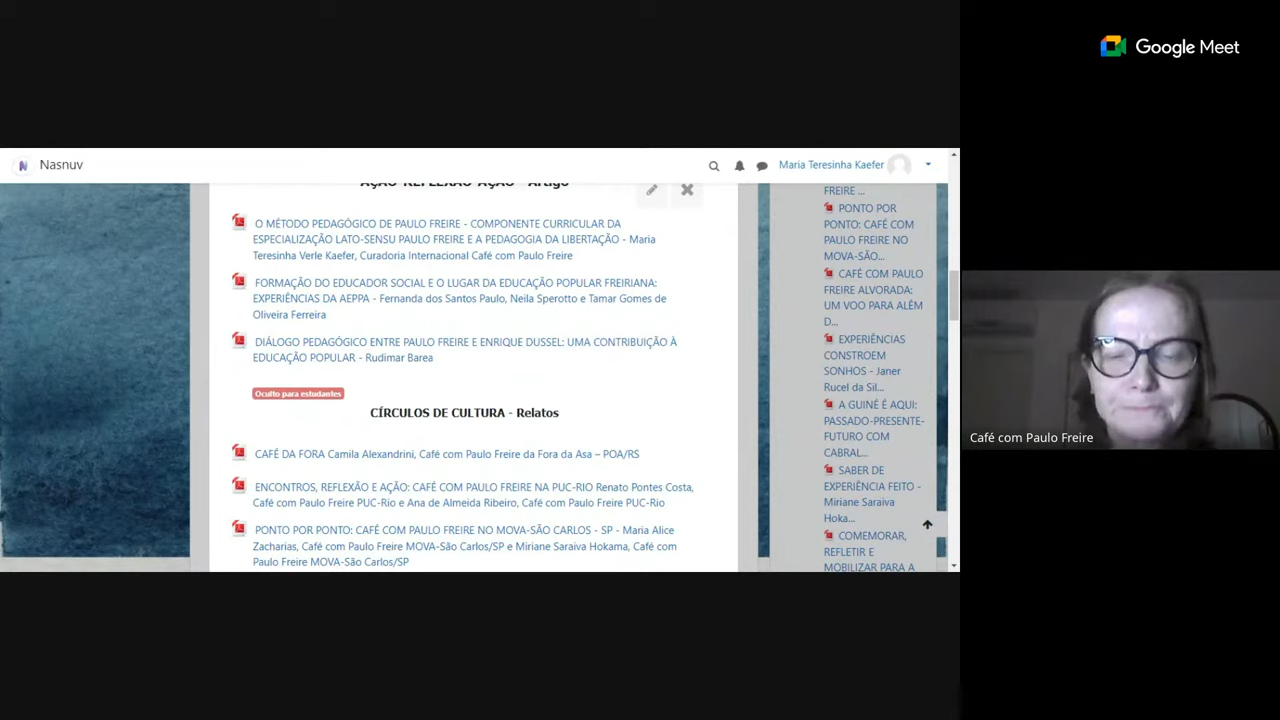 Google Meet
Nasnuv
Maria Teresinha Kaefer
AÇÃO-REFLEXÃO-AÇÃO - Artigo
O MÉTODO PEDAGÓGICO DE PAULO FREIRE - COMPONENTE CURRICULAR DA
ESPECIALIZAÇÃO LATO-SENSU PAULO FREIRE E A PEDAGOGIA DA LIBERTAÇÃO - Maria
Teresinha Verle Kaefer, Curadoria Internacional Café com Paulo Freire
FORMAÇÃO DO EDUCADOR SOCIAL E O LUGAR DA EDUCAÇÃO POPULAR FREIRIANA:
EXPERIÊNCIAS DA AEPPA - Fernanda dos Santos Paulo, Neila Sperotto e Tamar Gomes de
Oliveira Ferreira
DIÁLOGO PEDAGÓGICO ENTRE PAULO FREIRE E ENRIQUE DUSSEL: UMA CONTRIBUIÇÃO À
EDUCAÇÃO POPULAR - Rudimar Barea
Oculto para estudantes
CÍRCULOS DE CULTURA - Relatos
CAFÉ DA FORA Camila Alexandrini, Café com Paulo Freire da Fora da Asa – POA/RS
ENCONTROS, REFLEXÃO E AÇÃO: CAFÉ COM PAULO FREIRE NA PUC-RIO Renato Pontes Costa,
Café com Paulo Freire PUC-Rio e Ana de Almeida Ribeiro, Café com Paulo Freire PUC-Rio
PONTO POR PONTO: CAFÉ COM PAULO FREIRE NO MOVA-SÃO CARLOS - SP - Maria Alice
Zacharias, Café com Paulo Freire MOVA-São Carlos/SP e Miriane Saraiva Hokama, Café com
Paulo Freire MOVA-São Carlos/SP
FREIRE ...
PONTO POR
PONTO: CAFÉ COM
PAULO FREIRE NO
MOVA-SÃO...
CAFÉ COM PAULO
FREIRE ALVORADA:
UM VOO PARA ALÉM
D...
EXPERIÊNCIAS
CONSTROEM
SONHOS - Janer
Rucel da Sil...
A GUINÉ É AQUI:
PASSADO-PRESENTE-
FUTURO COM
CABRAL...
SABER DE
EXPERIÊNCIA FEITO -
Miriane Saraiva
Hoka...
COMEMORAR,
REFLETIR E
MOBILIZAR PARA A
Café com Paulo Freire